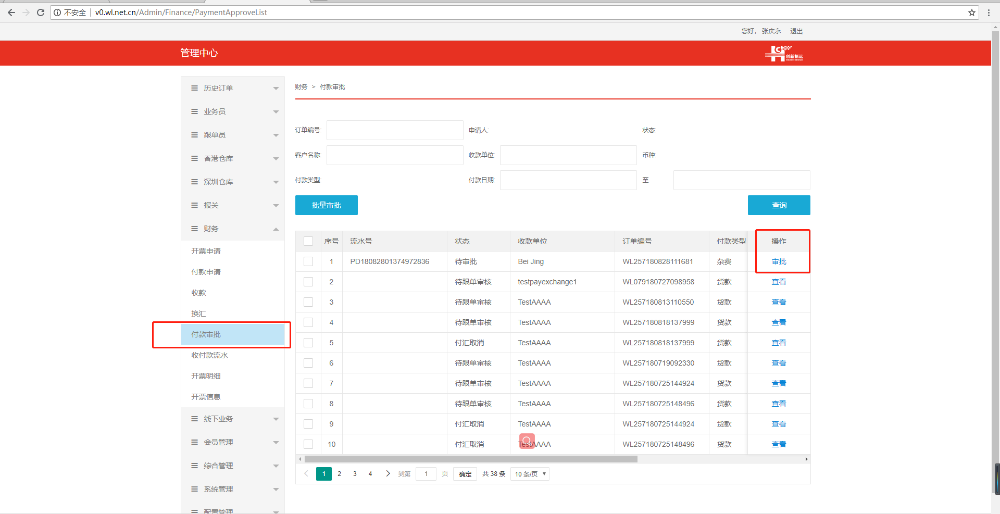 不安全 v0.wl.net.cn/Admin/Finance/PaymentApproveList
您好， 张庆永 退出
管理中心
创新恒远
历史订单
业务员
跟单员
香港仓库
深圳仓库
报关
财务
开票申请
付款申请
收款
换汇
付款审批
收付款流水
开票明细
开票信息
线下业务
会员管理
综合管理
系统管理
配置管理
财务 > 付款审批
订单编号: 申请人: 状态:
客户名称: 收款单位: 币种:
付款类型: 付款日期: 至
批量审批 查询
序号 流水号 状态 收款单位 订单编号 付款类型 操作
1 PD18082801374972836 待审批 Bei Jing WL257180828111681 杂费 审批
2 待跟单审核 testpayexchange1 WL079180727098958 货款 查看
3 待跟单审核 TestAAAA WL257180813110550 货款 查看
4 待跟单审核 TestAAAA WL257180818137999 货款 查看
5 付汇取消 TestAAAA WL257180818137999 货款 查看
6 待跟单审核 TestAAAA WL257180719092330 货款 查看
7 待跟单审核 TestAAAA WL257180725144924 货款 查看
8 待跟单审核 TestAAAA WL257180725148496 货款 查看
9 付汇取消 TestAAAA WL257180725144924 货款 查看
10 付汇取消 TestAAAA WL257180725148496 货款 查看
1 2 3 4 到第 1 页 确定 共 38 条 10 条/页